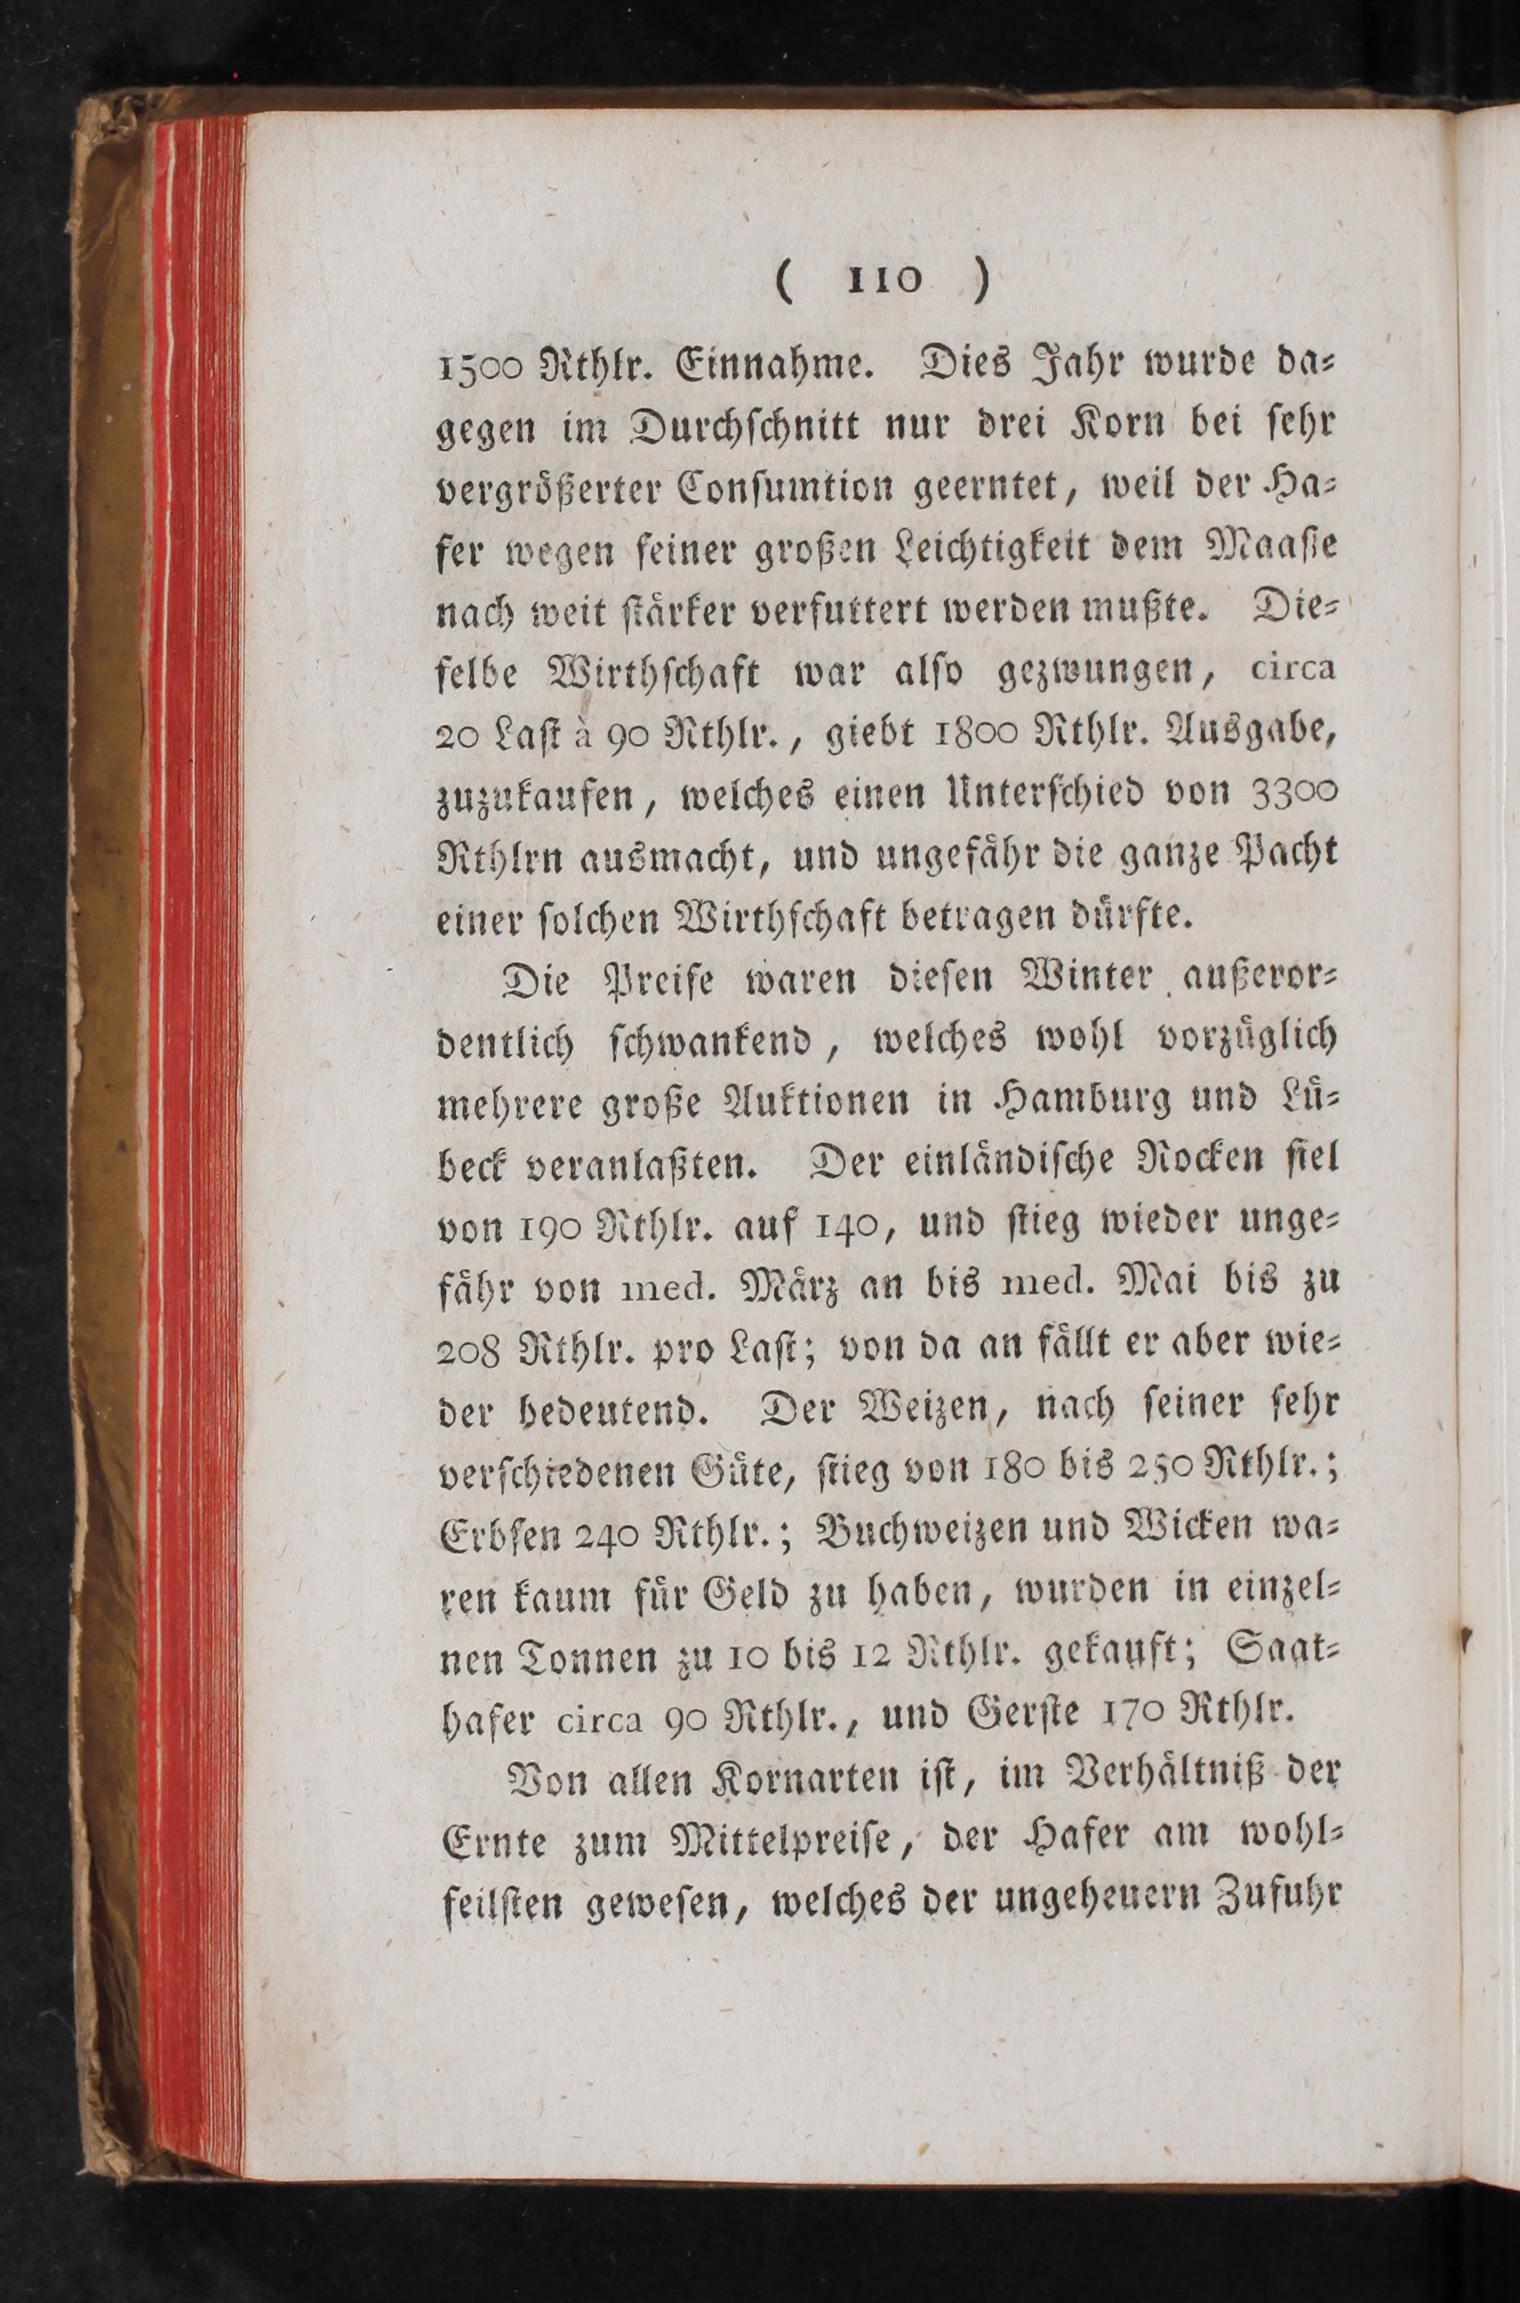 ( 110 )
1500 Rthlr. Einnahme. Dies Jahr wurde da⸗
gegen im Durchſchnitt nur drei Korn bei ſehr
vergrößerter Conſumtion geerntet, weil der Ha⸗
fer wegen ſeiner großen Leichtigkeit dem Maaße
nach weit ſtärker verfuttert werden mußte. Die⸗
ſelbe Wirthſchaft war alſo gezwungen, circa
20 Laſt à 90 Rthlr., giebt 1800 Rthlr. Ausgabe,
zuzukaufen, welches einen Unterſchied von 3300
Rthlrn ausmacht, und ungefähr die ganze Pacht
einer ſolchen Wirthſchaft betragen dürfte.
Die Preiſe waren dieſen Winter außeror⸗
dentlich ſchwankend, welches wohl vorzüglich
mehrere große Auktionen in Hamburg und Lü⸗
beck veranlaßten. Der einländiſche Rocken fiel
von 190 Rthlr. auf 140, und ſtieg wieder unge⸗
fähr von med. März an bis med. Mai bis zu
208 Rthlr. pro Laſt; von da an fällt er aber wie⸗
der bedeutend. Der Weizen, nach ſeiner ſehr
verſchiedenen Güte, ſtieg von 180 bis 250 Rthlr.;
Erbſen 240 Rthlr.; Buchweizen und Wicken wa⸗
ren kaum für Geld zu haben, wurden in einzel⸗
nen Tonnen zu 10 bis 12 Rthlr. gekauft; Saat⸗
hafer circa 90 Rthlr., und Gerſte 170 Rthlr.
Von allen Kornarten iſt, im Verhältniß der
Ernte zum Mittelpreiſe, der Hafer am wohl⸗
feilſten geweſen, welches der ungeheuern Zufuhr